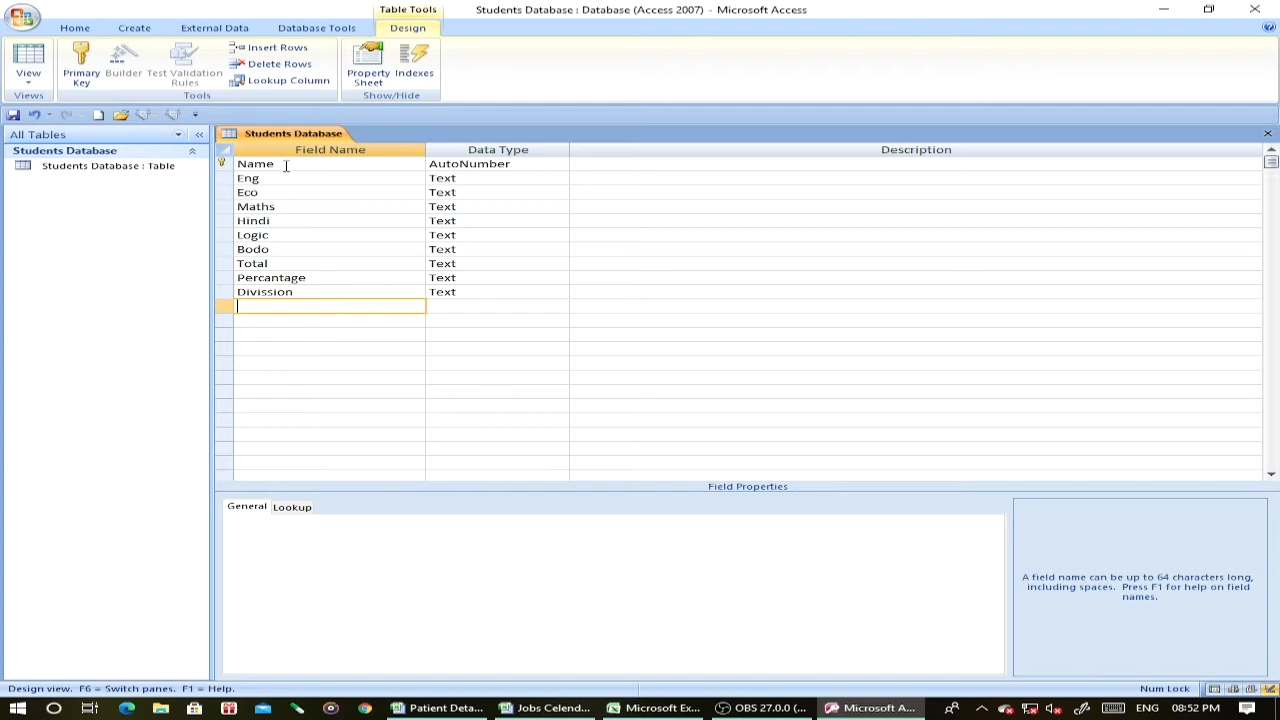 Table Tools
Students Database : Database (Access 2007) - Microsoft Access
Home Create External Data Database Tools Design
View
Primary Key
Builder
Test Validation Rules
Insert Rows
Delete Rows
Lookup Column
Property Sheet
Indexes
Views Tools Show/Hide
All Tables
Students Database
Students Database : Table
Students Database
Field Name Data Type Description
Name AutoNumber
Eng Text
Eco Text
Maths Text
Hindi Text
Logic Text
Bodo Text
Total Text
Percantage Text
Divission Text
Field Properties
General Lookup
A field name can be up to 64 characters long,
including spaces. Press F1 for help on field
names.
Design view. F6 = Switch panes. F1 = Help.
Num Lock
Patient Deta... Jobs Celend... Microsoft Ex... OBS 27.0.0 (... Microsoft A... ENG 08:52 PM